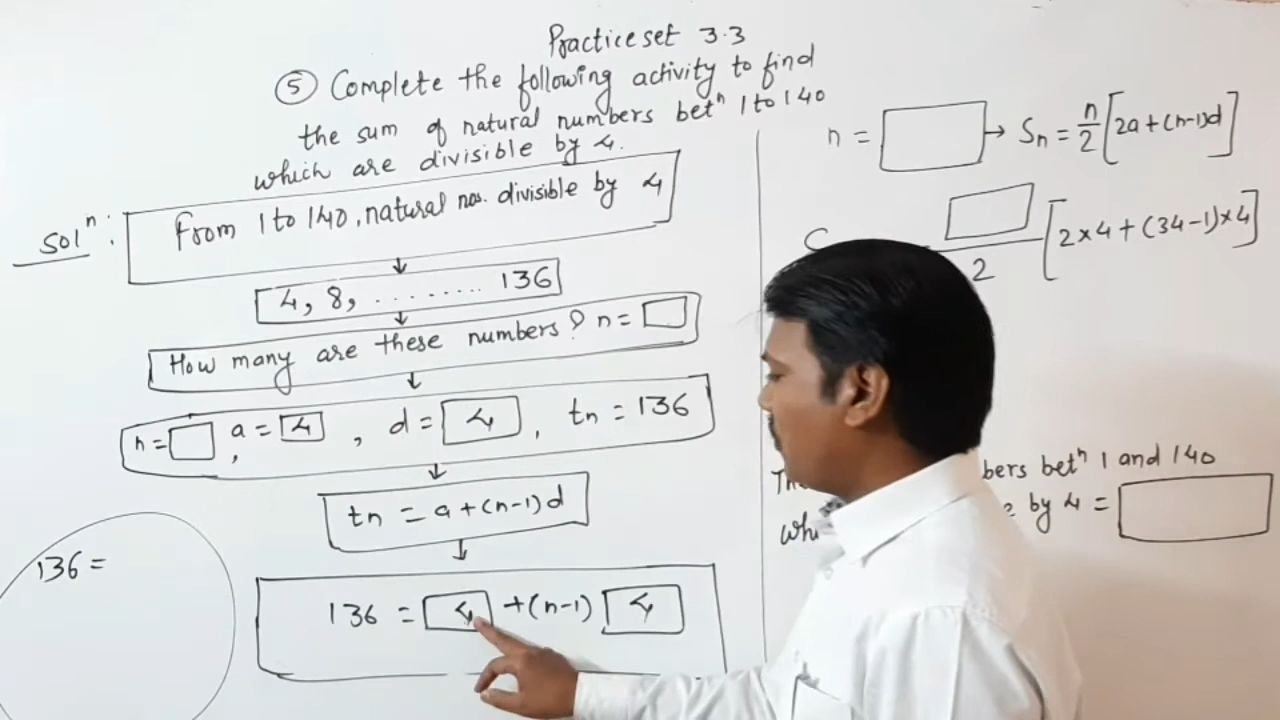 Practice set 3.3
⑤ Complete the following activity to find
the sum of natural numbers betⁿ 1 to 140
which are divisible by 4.
Solⁿ:
From 1 to 140, natural nos. divisible by 4
4, 8, ........ 136
How many are these numbers? n = □
n = □, a = 4, d = 4, tn = 136
tn = a + (n-1) d
136 = 4 + (n-1) 4
136 =
n = □ → Sn = n/2 [2a + (n-1)d]
□/2 [2 × 4 + (34-1) × 4]
betⁿ 1 and 140
by 4 = □